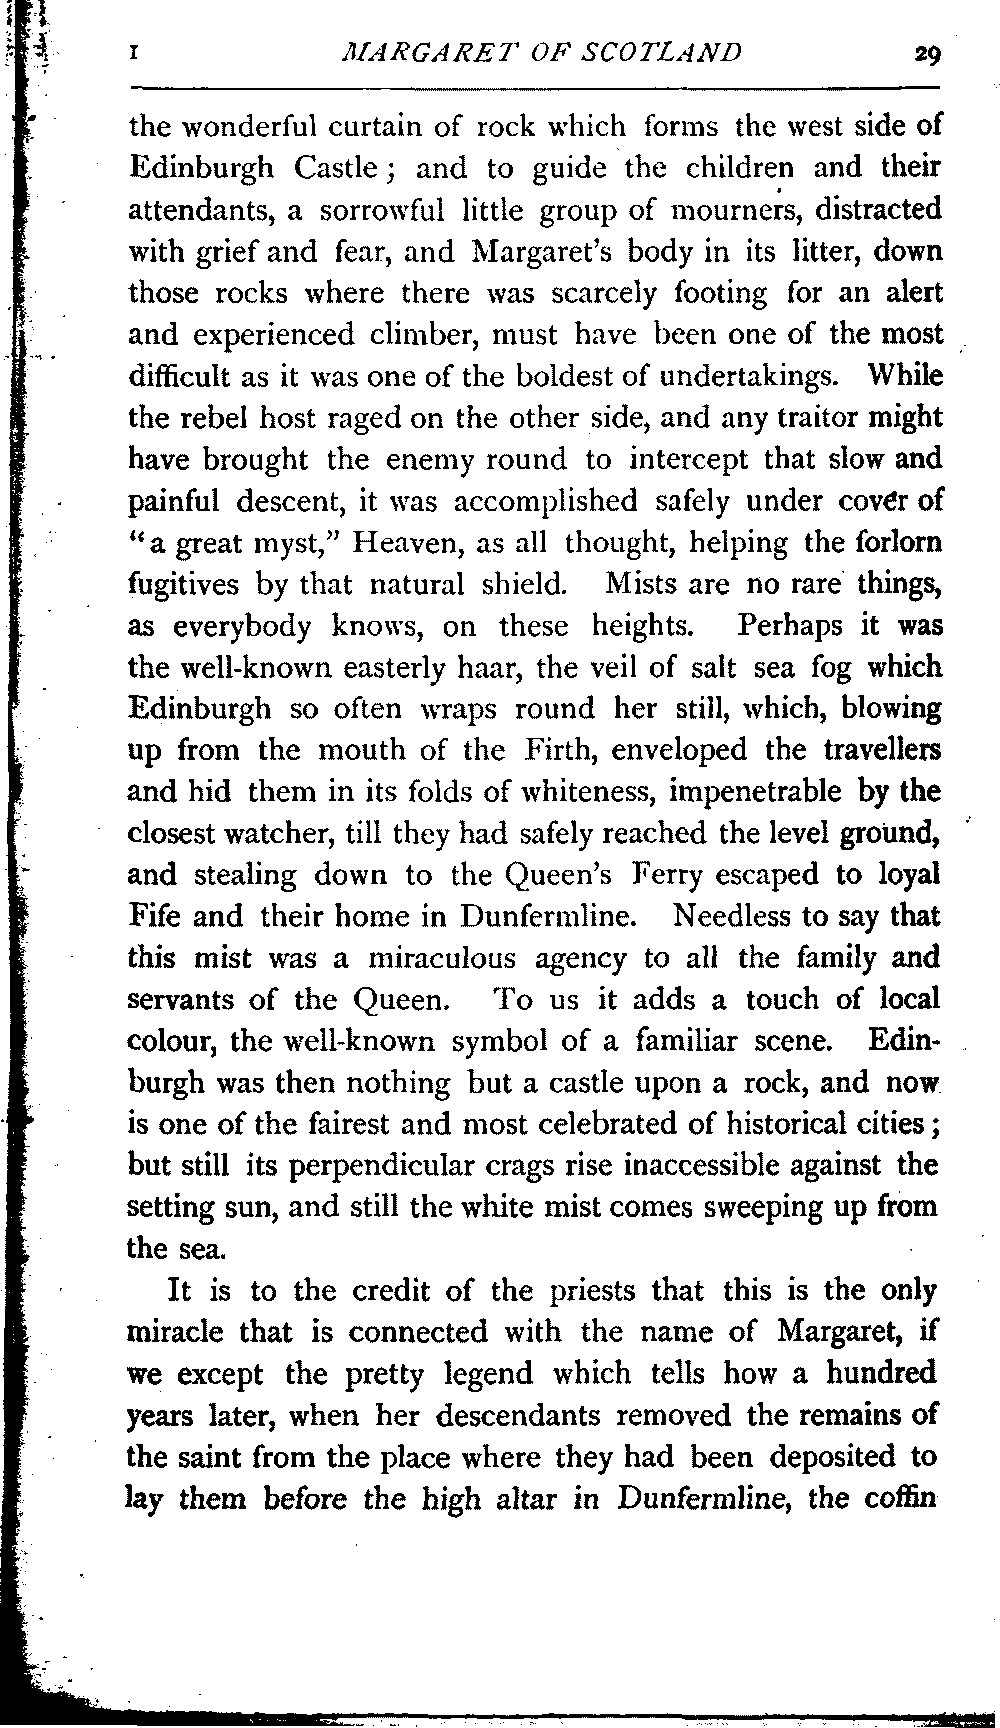 I MARGARET OF SCOTLAND 29
the wonderful curtain of rock which forms the west side of
Edinburgh Castle; and to guide the children and their
attendants, a sorrowful little group of mourners, distracted
with grief and fear, and Margaret's body in its litter, down
those rocks where there was scarcely footing for an alert
and experienced climber, must have been one of the most
difficult as it was one of the boldest of undertakings. While
the rebel host raged on the other side, and any traitor might
have brought the enemy round to intercept that slow and
painful descent, it was accomplished safely under cover of
"a great myst," Heaven, as all thought, helping the forlorn
fugitives by that natural shield. Mists are no rare things,
as everybody knows, on these heights. Perhaps it was
the well-known easterly haar, the veil of salt sea fog which
Edinburgh so often wraps round her still, which, blowing
up from the mouth of the Firth, enveloped the travellers
and hid them in its folds of whiteness, impenetrable by the
closest watcher, till they had safely reached the level ground,
and stealing down to the Queen's Ferry escaped to loyal
Fife and their home in Dunfermline. Needless to say that
this mist was a miraculous agency to all the family and
servants of the Queen. To us it adds a touch of local
colour, the well-known symbol of a familiar scene. Edin-
burgh was then nothing but a castle upon a rock, and now
is one of the fairest and most celebrated of historical cities;
but still its perpendicular crags rise inaccessible against the
setting sun, and still the white mist comes sweeping up from
the sea.
It is to the credit of the priests that this is the only
miracle that is connected with the name of Margaret, if
we except the pretty legend which tells how a hundred
years later, when her descendants removed the remains of
the saint from the place where they had been deposited to
lay them before the high altar in Dunfermline, the coffin